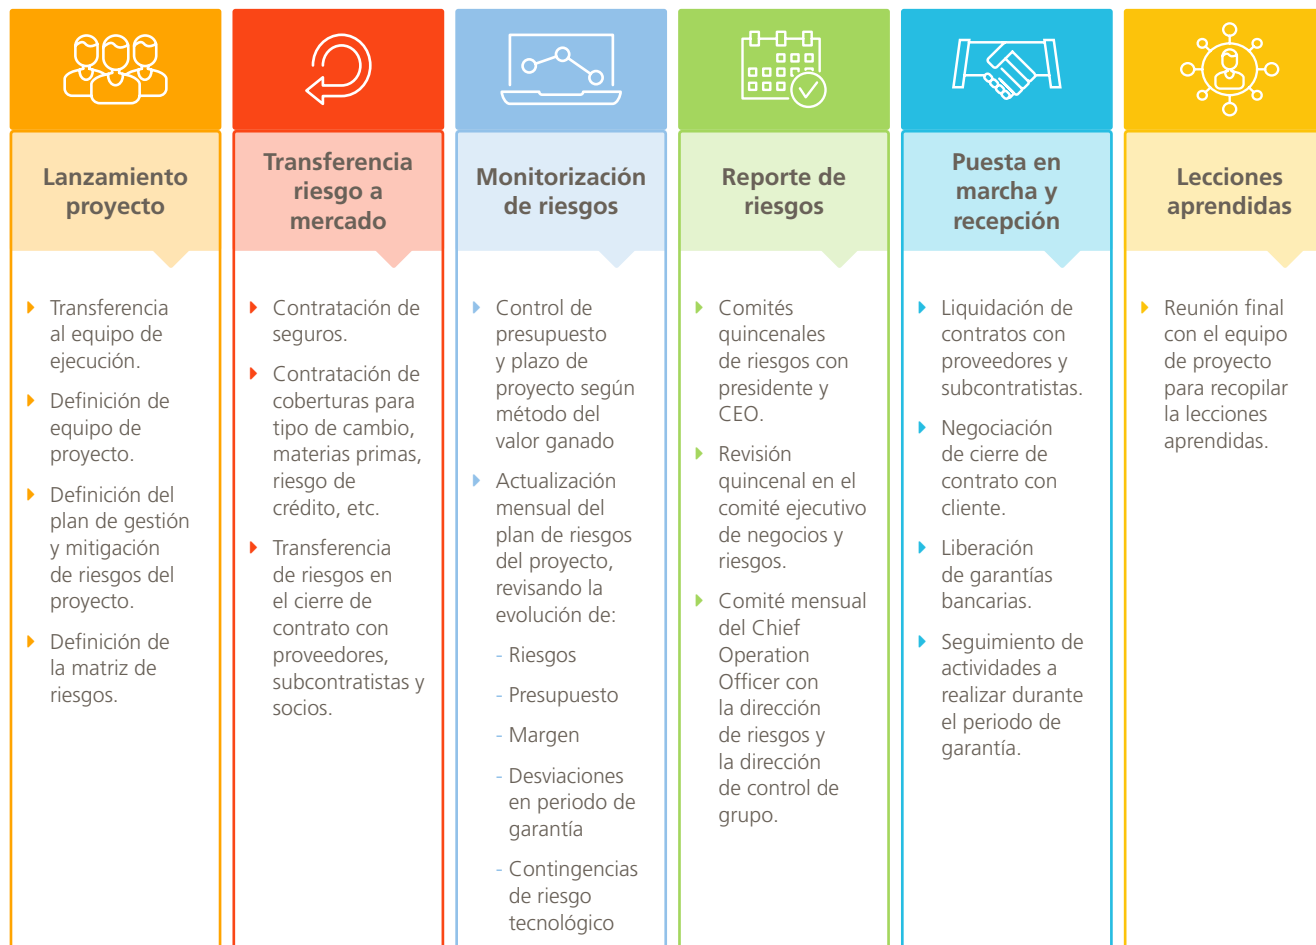 Lanzamiento
proyecto
Transferencia
al equipo de
ejecución.
Definición de
equipo de
proyecto.
Definición del
plan de gestión
y mitigación
de riesgos del
proyecto.
Definición de
la matriz de
riesgos.
Transferencia
riesgo a
mercado
Contratación de
seguros.
Contratación de
coberturas para
tipo de cambio,
materias primas,
riesgo de
crédito, etc.
Transferencia
de riesgos en
el cierre de
contrato con
proveedores,
subcontratistas y
socios.
Monitorización
de riesgos
Control de
presupuesto
y plazo de
proyecto según
método del
valor ganado
Actualización
mensual del
plan de riesgos
del proyecto,
revisando la
evolución de:
- Riesgos
- Presupuesto
- Margen
- Desviaciones
en periodo de
garantía
- Contingencias
de riesgo
tecnológico
Reporte de
riesgos
Comités
quincenales
de riesgos con
presidente y
CEO.
Revisión
quincenal en el
comité ejecutivo
de negocios y
riesgos.
Comité mensual
del Chief
Operation
Officer con
la dirección
de riesgos y
la dirección
de control de
grupo.
Puesta en
marcha y
recepción
Liquidación de
contratos con
proveedores y
subcontratistas.
Negociación
de cierre de
contrato con
cliente.
Liberación
de garantías
bancarias.
Seguimiento de
actividades a
realizar durante
el periodo de
garantía.
Lecciones
aprendidas
Reunión final
con el equipo
de proyecto
para recopilar
la lecciones
aprendidas.